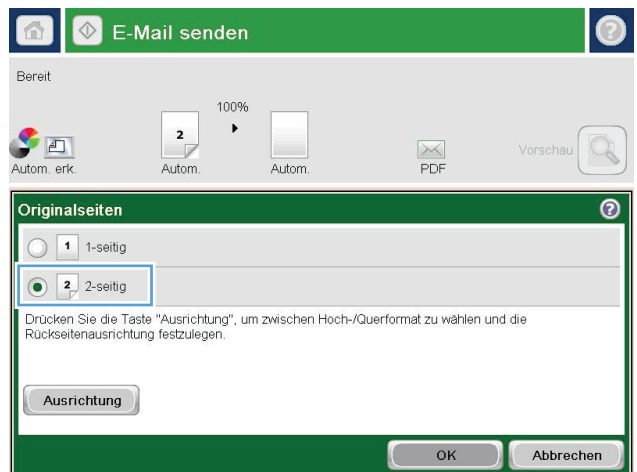 E-Mail senden
Bereit
100%
2
Autom. erk.
Autom.
Autom.
PDF
Vorschau
Originalseiten
1 1-seitig
2 2-seitig
Drücken Sie die Taste "Ausrichtung", um zwischen Hoch-/Querformat zu wählen und die
Rückseitenausrichtung festzulegen.
Ausrichtung
OK
Abbrechen